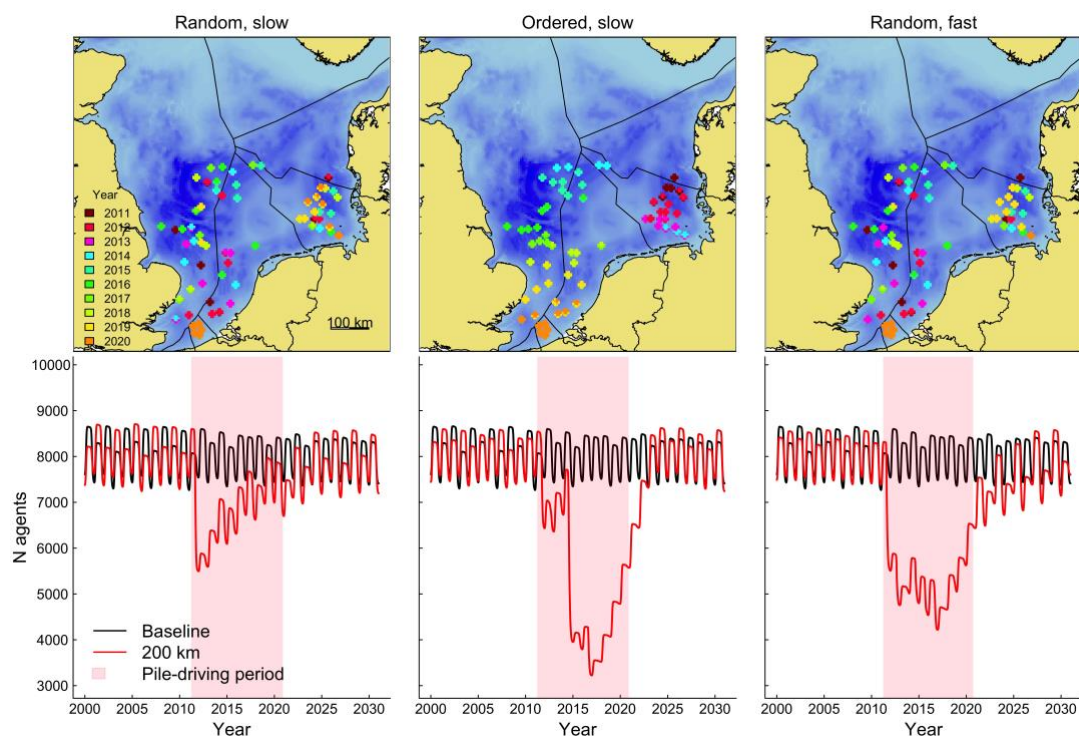 Random, slow
Ordered, slow
Random, fast
Year
2011
2012
2013
2014
2015
2016
2017
2018
2019
2020
100 km
10000
9000
8000
7000
6000
5000
4000
3000
N agents
Baseline
200 km
Pile-driving period
2000 2005 2010 2015 2020 2025 2030
2000 2005 2010 2015 2020 2025 2030
2000 2005 2010 2015 2020 2025 2030
Year
Year
Year